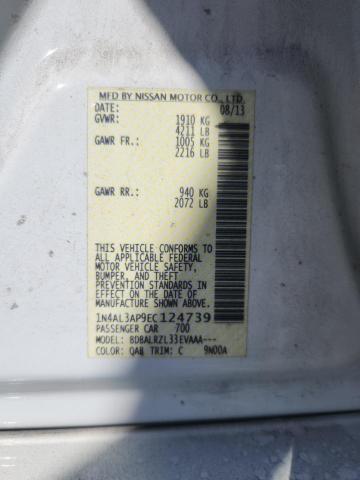 MFD BY NISSAN MOTOR CO., LTD.
DATE: 08/13
GVWR: 1910 KG
4211 LB
GAWR FR.: 1005 KG
2216 LB
GAWR RR.: 940 KG
2072 LB
THIS VEHICLE CONFORMS TO
ALL APPLICABLE FEDERAL
MOTOR VEHICLE SAFETY,
BUMPER, AND THEFT
PREVENTION STANDARDS
IN EFFECT ON THE DATE OF
MANUFACTURE SHOWN ABOVE.
1N4AL3AP9EC124739
PASSENGER CAR 700
MODEL: BDBALRZL33EVAAA---
COLOR: QAB TRIM: C 9N00A